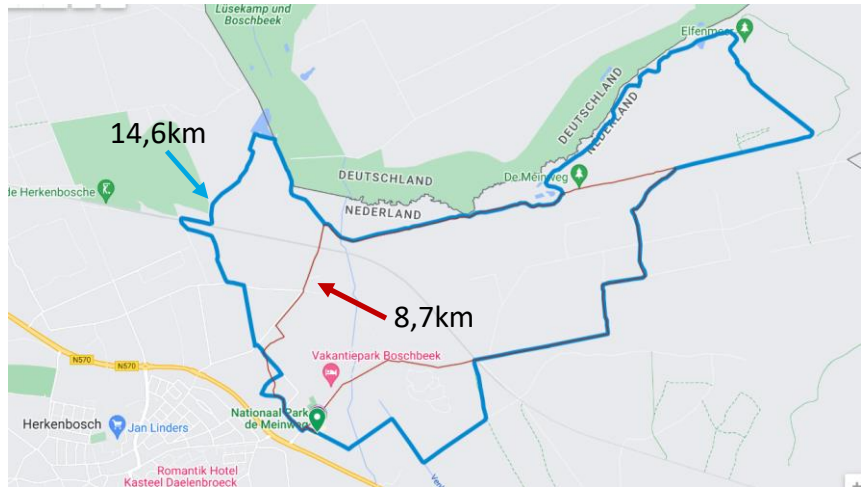 Lüsekamp und
Boschbeek
Elfenmeer
14,6km
DEUTSCHLAND
NEDERLAND
de Herkenbosche
DEUTSCHLAND
De Meinweg
NEDERLAND
8,7km
N570
N570
N570
Vakantiepark Boschbeek
Nationaal Park
de Meinweg
Herkenbosch
Jan Linders
Romantik Hotel
Kasteel Daelenbroeck